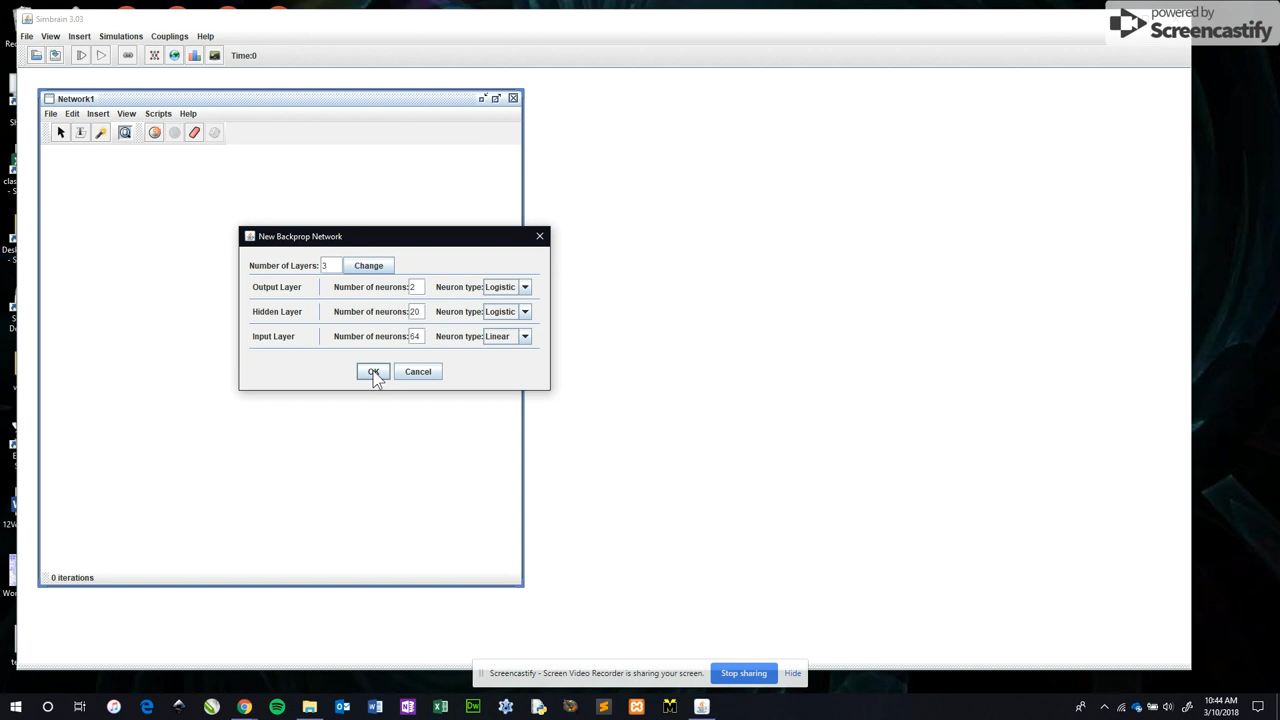 Simbrain 3.03
powered by
Screencastify
File View Insert Simulations Couplings Help
Time:0
Network1
File Edit Insert View Scripts Help
New Backprop Network
Number of Layers: 3 Change
Output Layer Number of neurons: 2 Neuron type: Logistic
Hidden Layer Number of neurons: 20 Neuron type: Logistic
Input Layer Number of neurons: 64 Neuron type: Linear
OK Cancel
0 iterations
Screencastify - Screen Video Recorder is sharing your screen. Stop sharing Hide
10:44 AM
3/10/2018